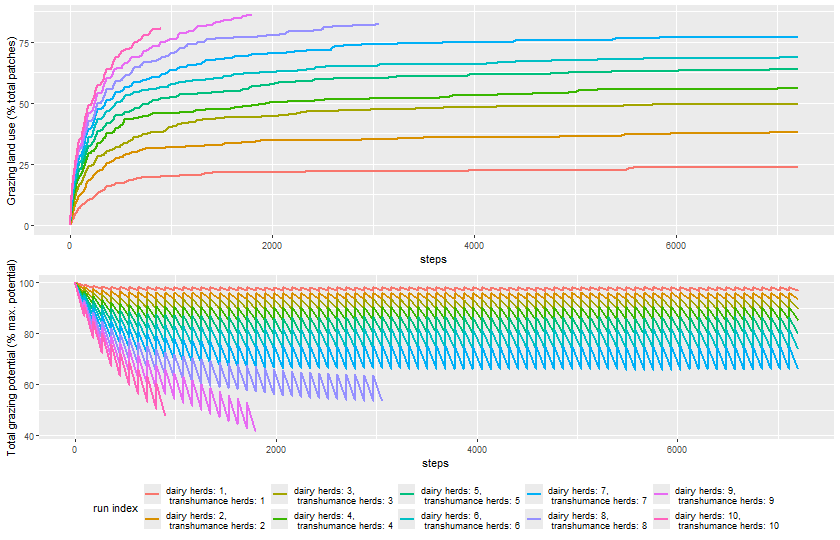 Grazing land use (% total patches)
75
50
25
0
0
2000
4000
6000
steps
Total grazing potential (% max. potential)
100
80
60
40
0
2000
4000
6000
steps
run index
dairy herds: 1,
transhumance herds: 1
dairy herds: 3,
transhumance herds: 3
dairy herds: 5,
transhumance herds: 5
dairy herds: 7,
transhumance herds: 7
dairy herds: 9,
transhumance herds: 9
dairy herds: 2,
transhumance herds: 2
dairy herds: 4,
transhumance herds: 4
dairy herds: 6,
transhumance herds: 6
dairy herds: 8,
transhumance herds: 8
dairy herds: 10,
transhumance herds: 10